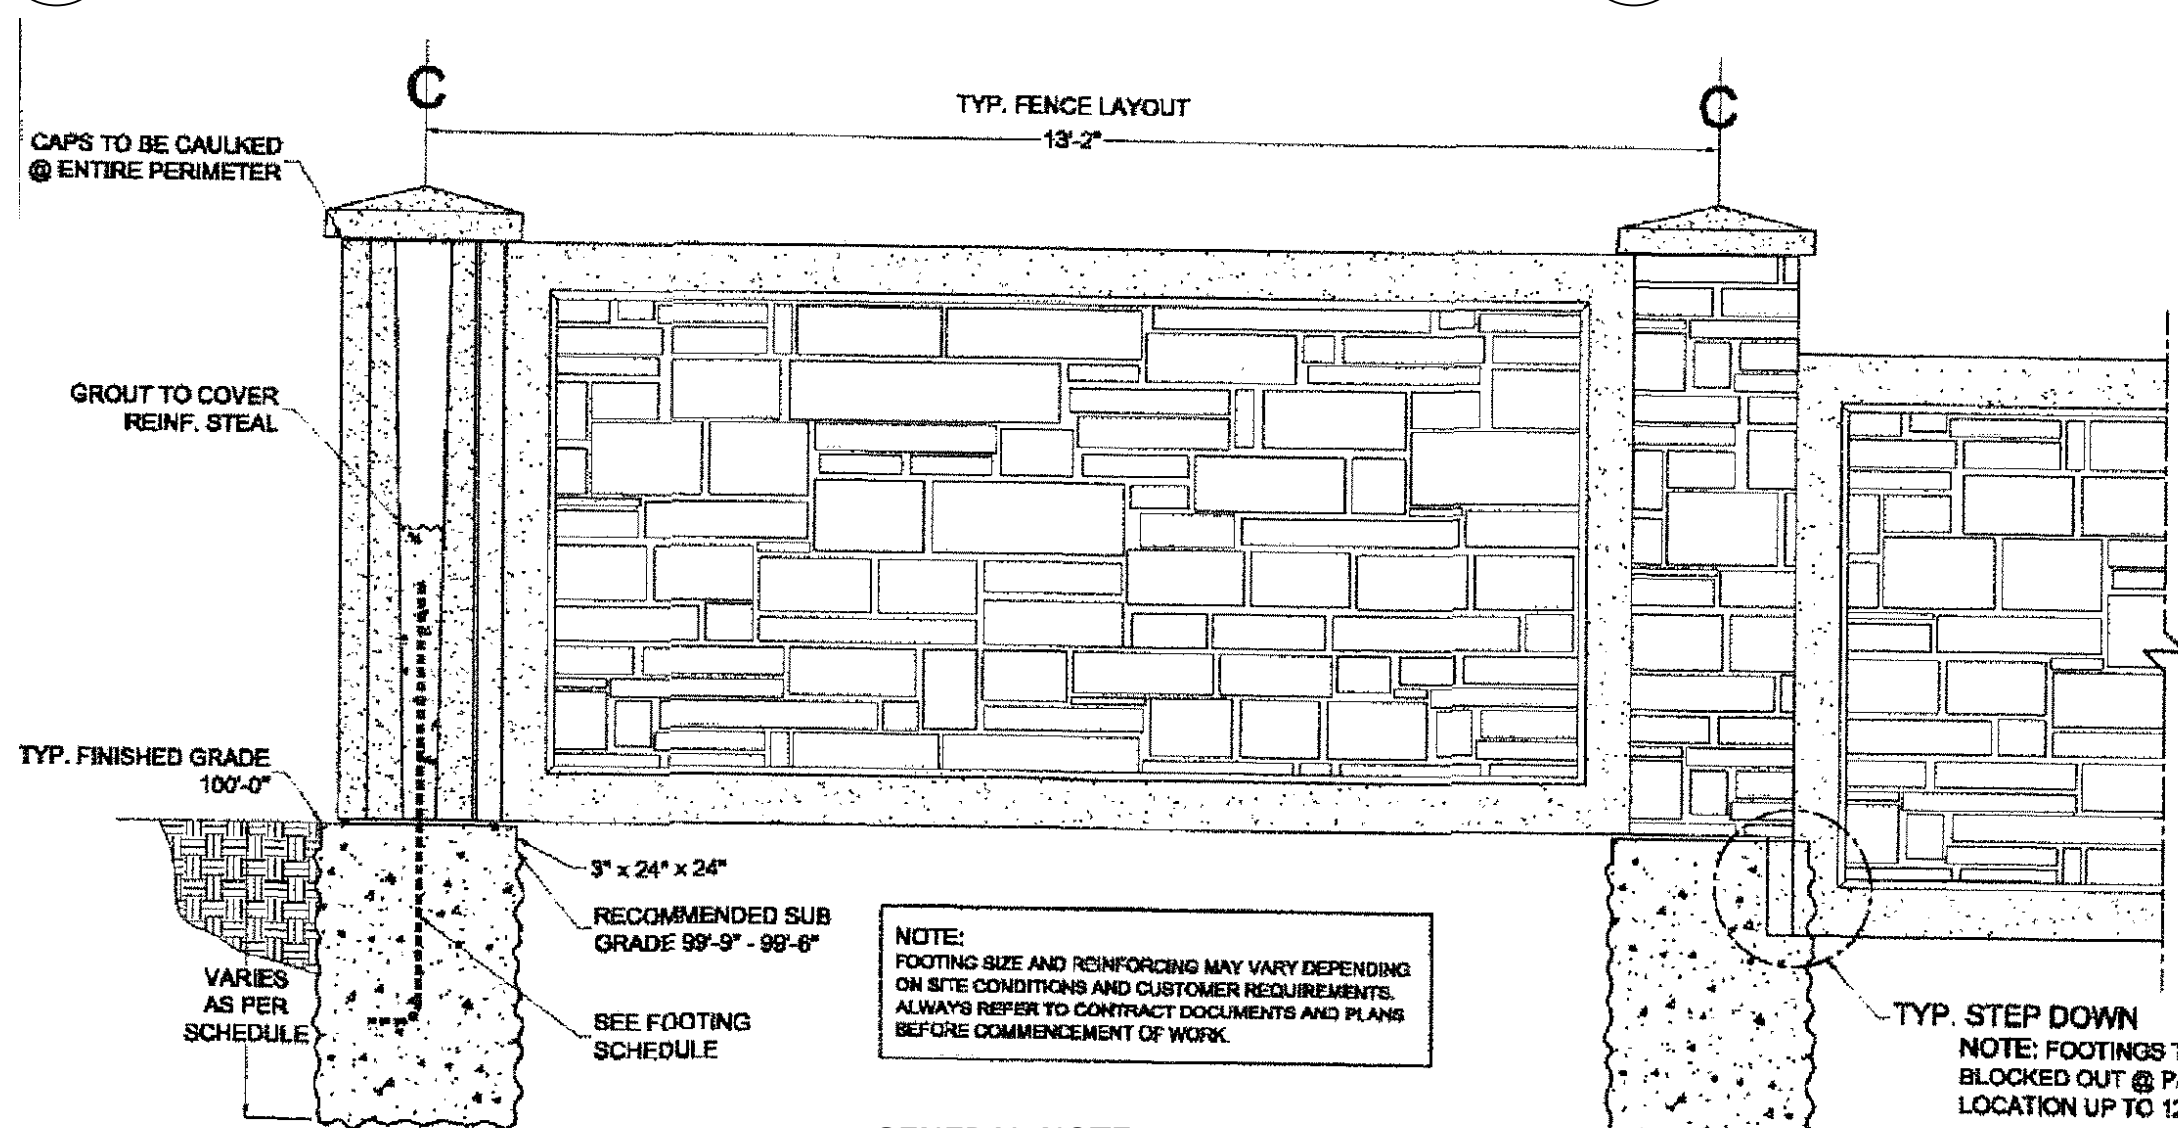 C
C
TYP. FENCE LAYOUT
13'-2"
CAPS TO BE CAULKED
@ ENTIRE PERIMETER
GROUT TO COVER
REINF. STEAL
TYP. FINISHED GRADE
100'-0"
3" x 24" x 24"
RECOMMENDED SUB
GRADE 99'-9" - 99'-6"
VARIES
AS PER
SCHEDULE
SEE FOOTING
SCHEDULE
NOTE:
FOOTING SIZE AND REINFORCING MAY VARY DEPENDING
ON SITE CONDITIONS AND CUSTOMER REQUIREMENTS.
ALWAYS REFER TO CONTRACT DOCUMENTS AND PLANS
BEFORE COMMENCEMENT OF WORK.
TYP. STEP DOWN
NOTE: FOOTINGS
BLOCKED OUT @
LOCATION UP TO